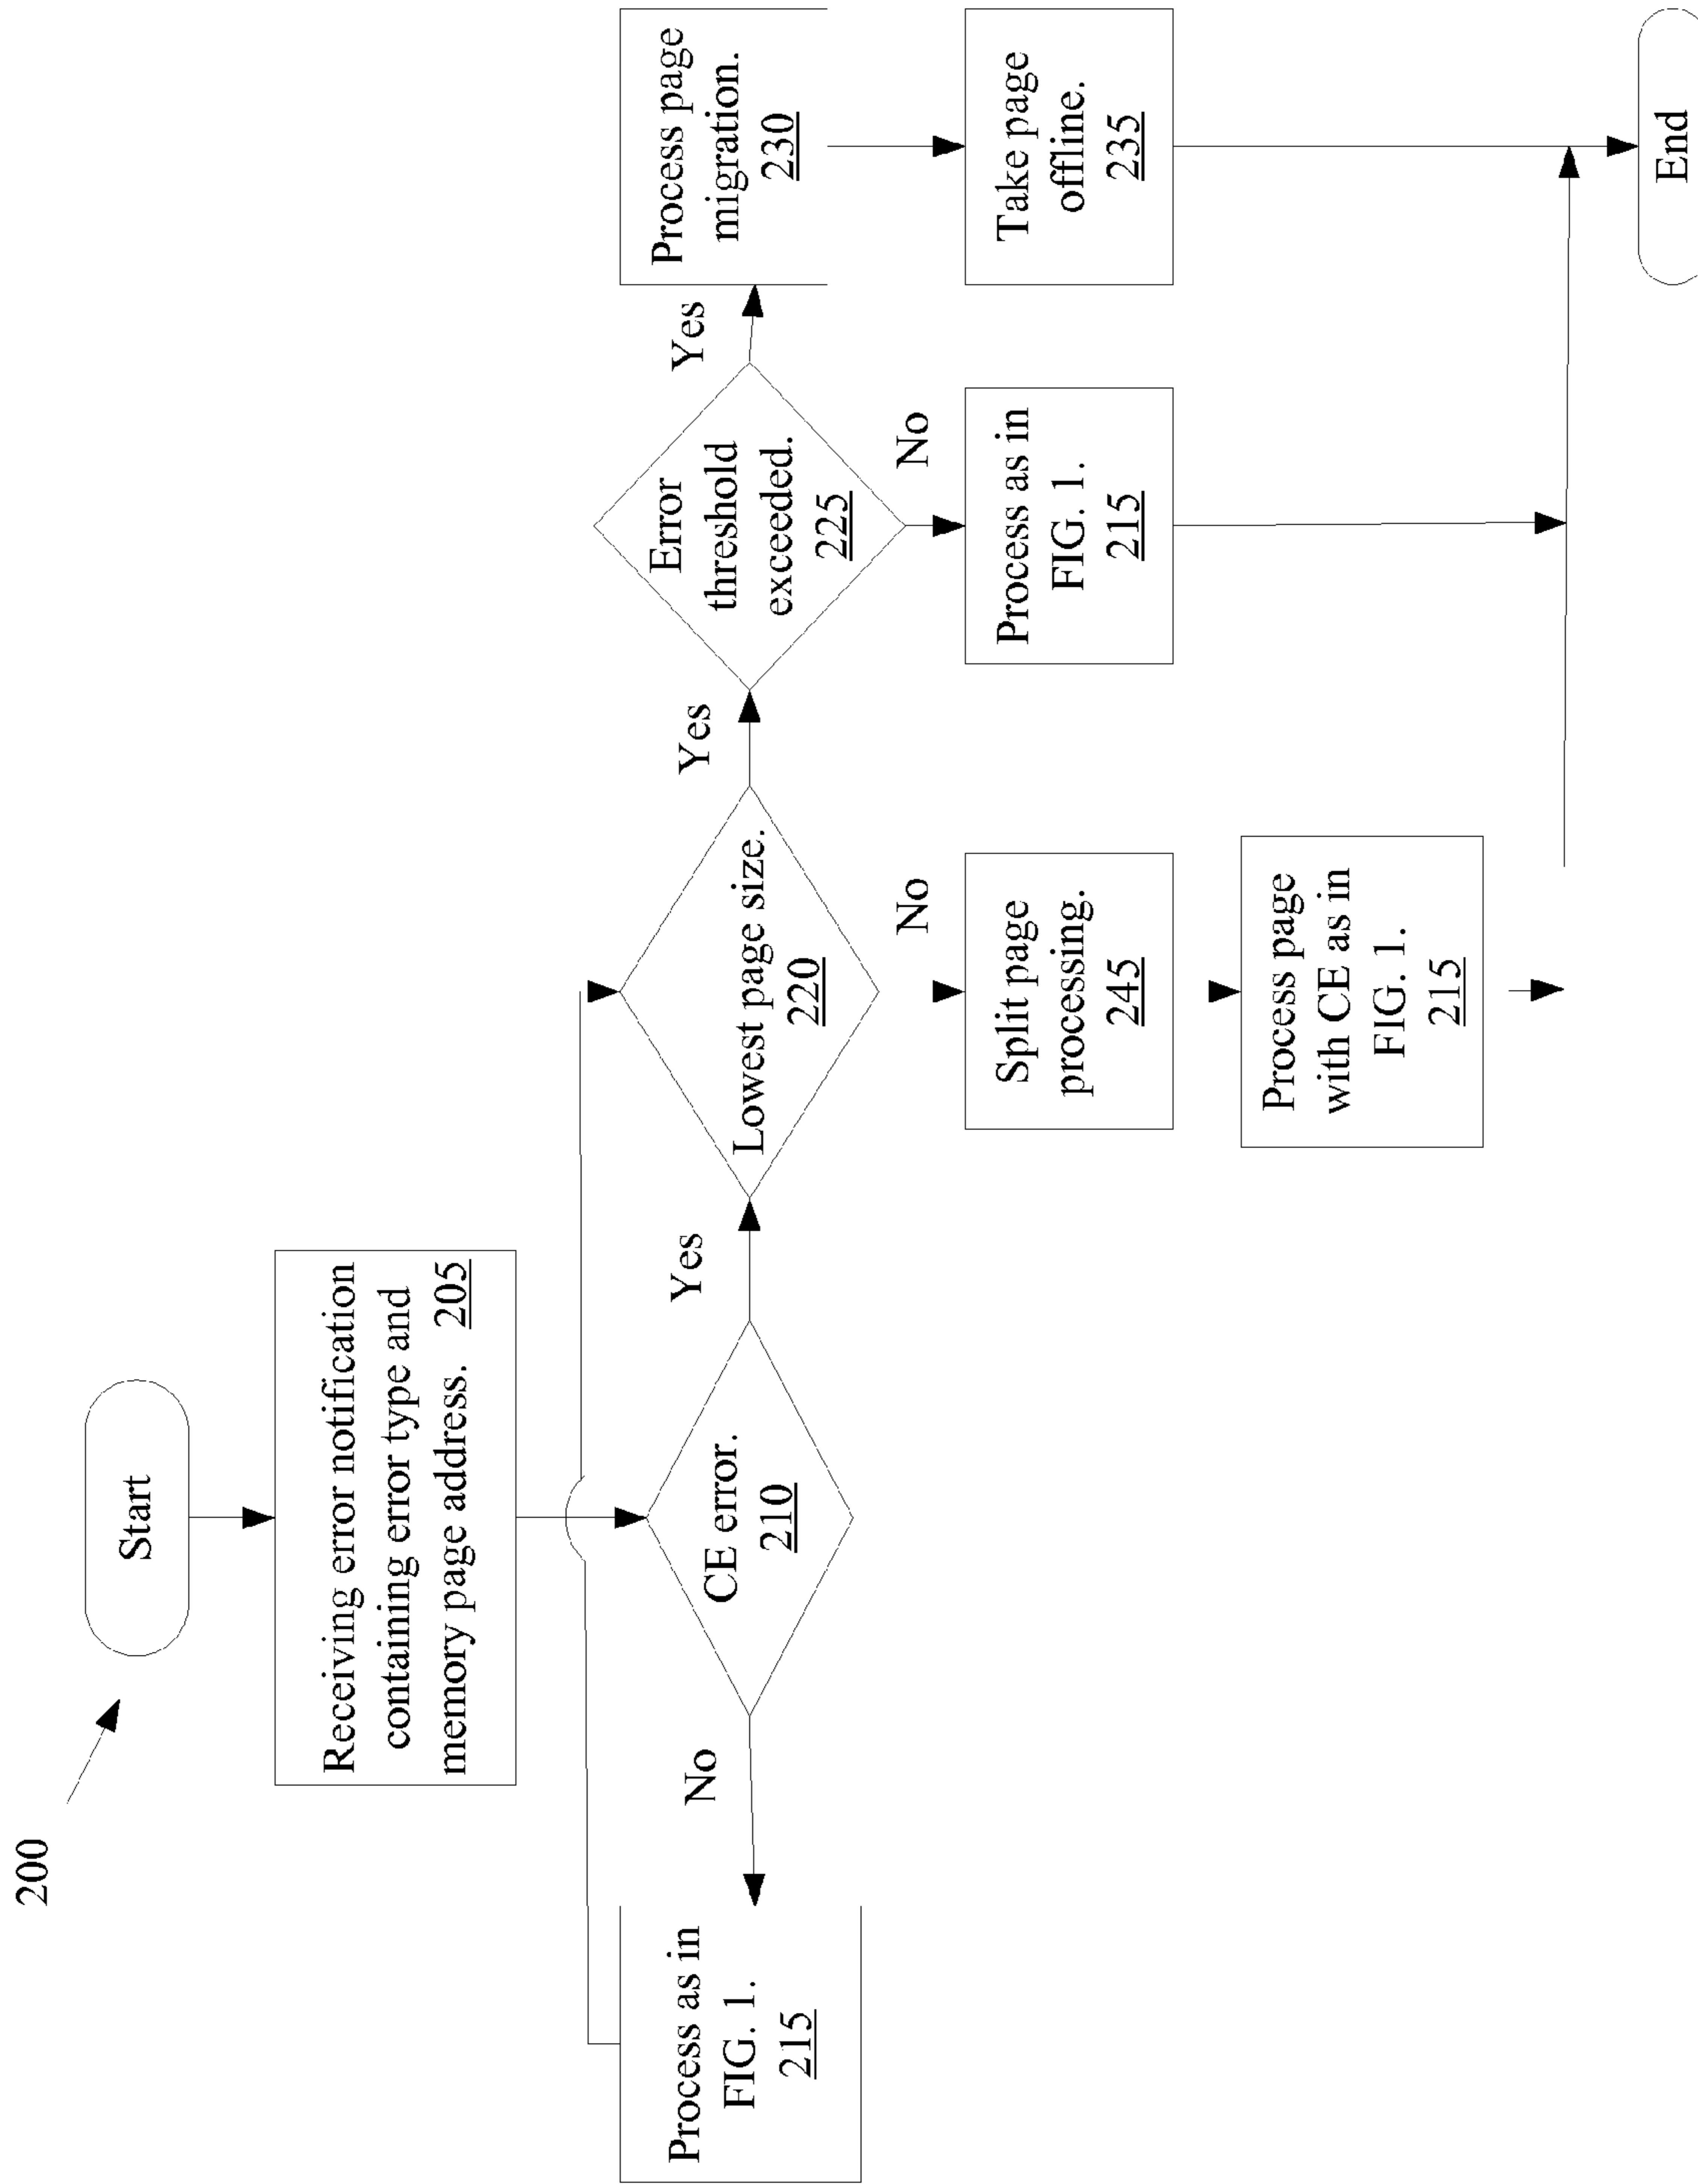 200
Start
Receiving error notification
containing error type and
memory page address. 205
CE error.
210
No
Yes
Process as in
FIG. 1.
215
Lowest page size.
220
Yes
No
Error
threshold
exceeded.
225
Yes
No
Process page
migration.
230
Split page
processing.
245
Process as in
FIG. 1.
215
Take page
offline.
235
Process page
with CE as in
FIG. 1.
215
End